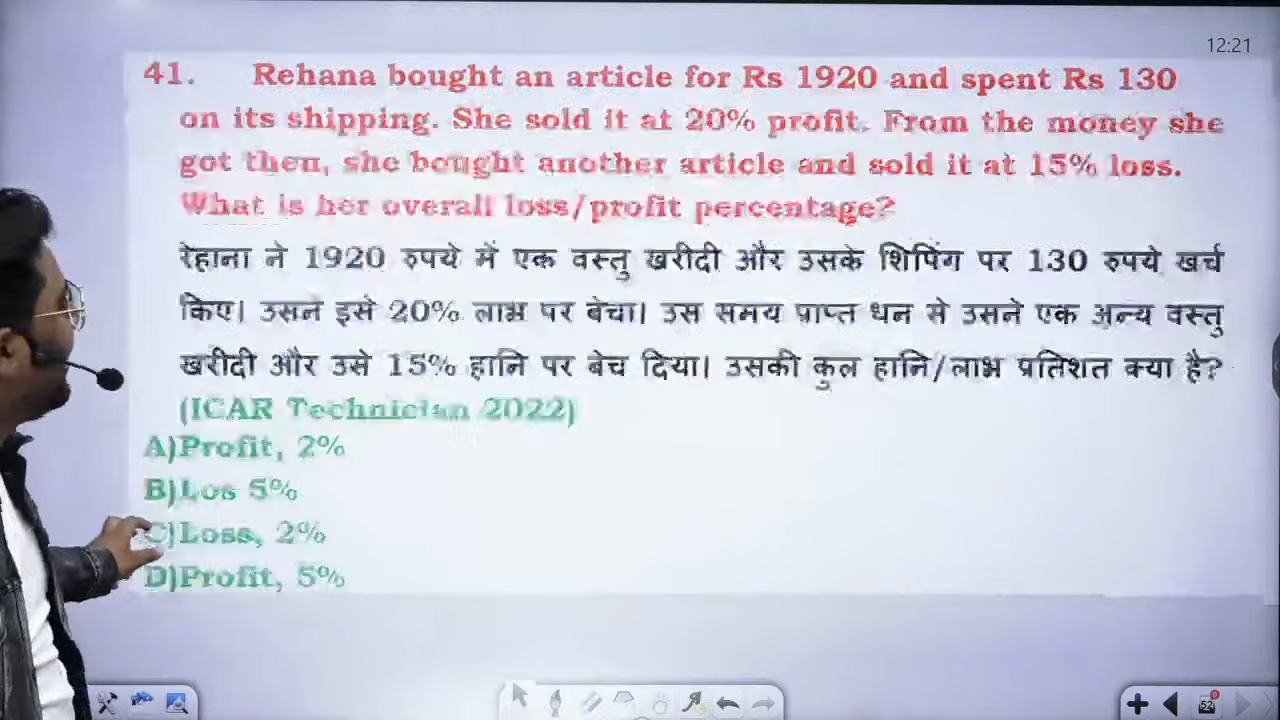 12:21
41. Rehana bought an article for Rs 1920 and spent Rs 130
on its shipping. She sold it at 20% profit. From the money she
got then, she bought another article and sold it at 15% loss.
What is her overall loss/profit percentage?
रेहाना ने 1920 रुपये में एक वस्तु खरीदी और उसके शिपिंग पर 130 रुपये खर्च
किए। उसने इसे 20% लाभ पर बेचा। उस समय प्राप्त धन से उसने एक अन्य वस्तु
खरीदी और उसे 15% हानि पर बेच दिया। उसकी कुल हानि/लाभ प्रतिशत क्या है?
(ICAR Technician 2022)
A)Profit, 2%
B)Los 5%
C)Loss, 2%
D)Profit, 5%
52